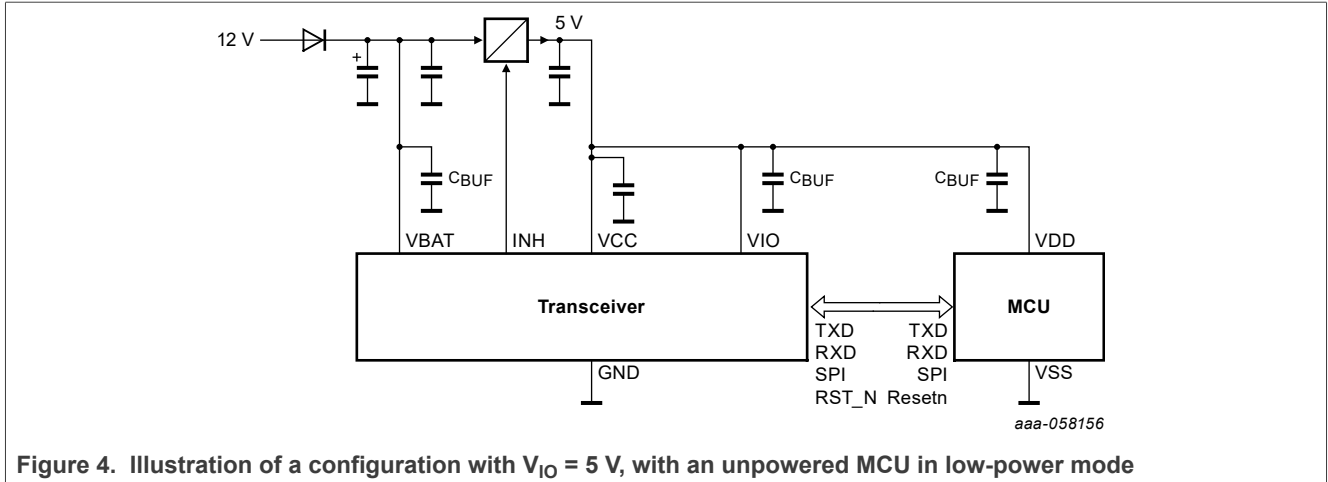 12 V
5 V
+
CBUF
CBUF
CBUF
VBAT
INH
VCC
VIO
VDD
Transceiver
MCU
TXD
TXD
RXD
RXD
SPI
SPI
RST_N
Resetn
GND
VSS
aaa-058156
Figure 4. Illustration of a configuration with VIO = 5 V, with an unpowered MCU in low-power mode